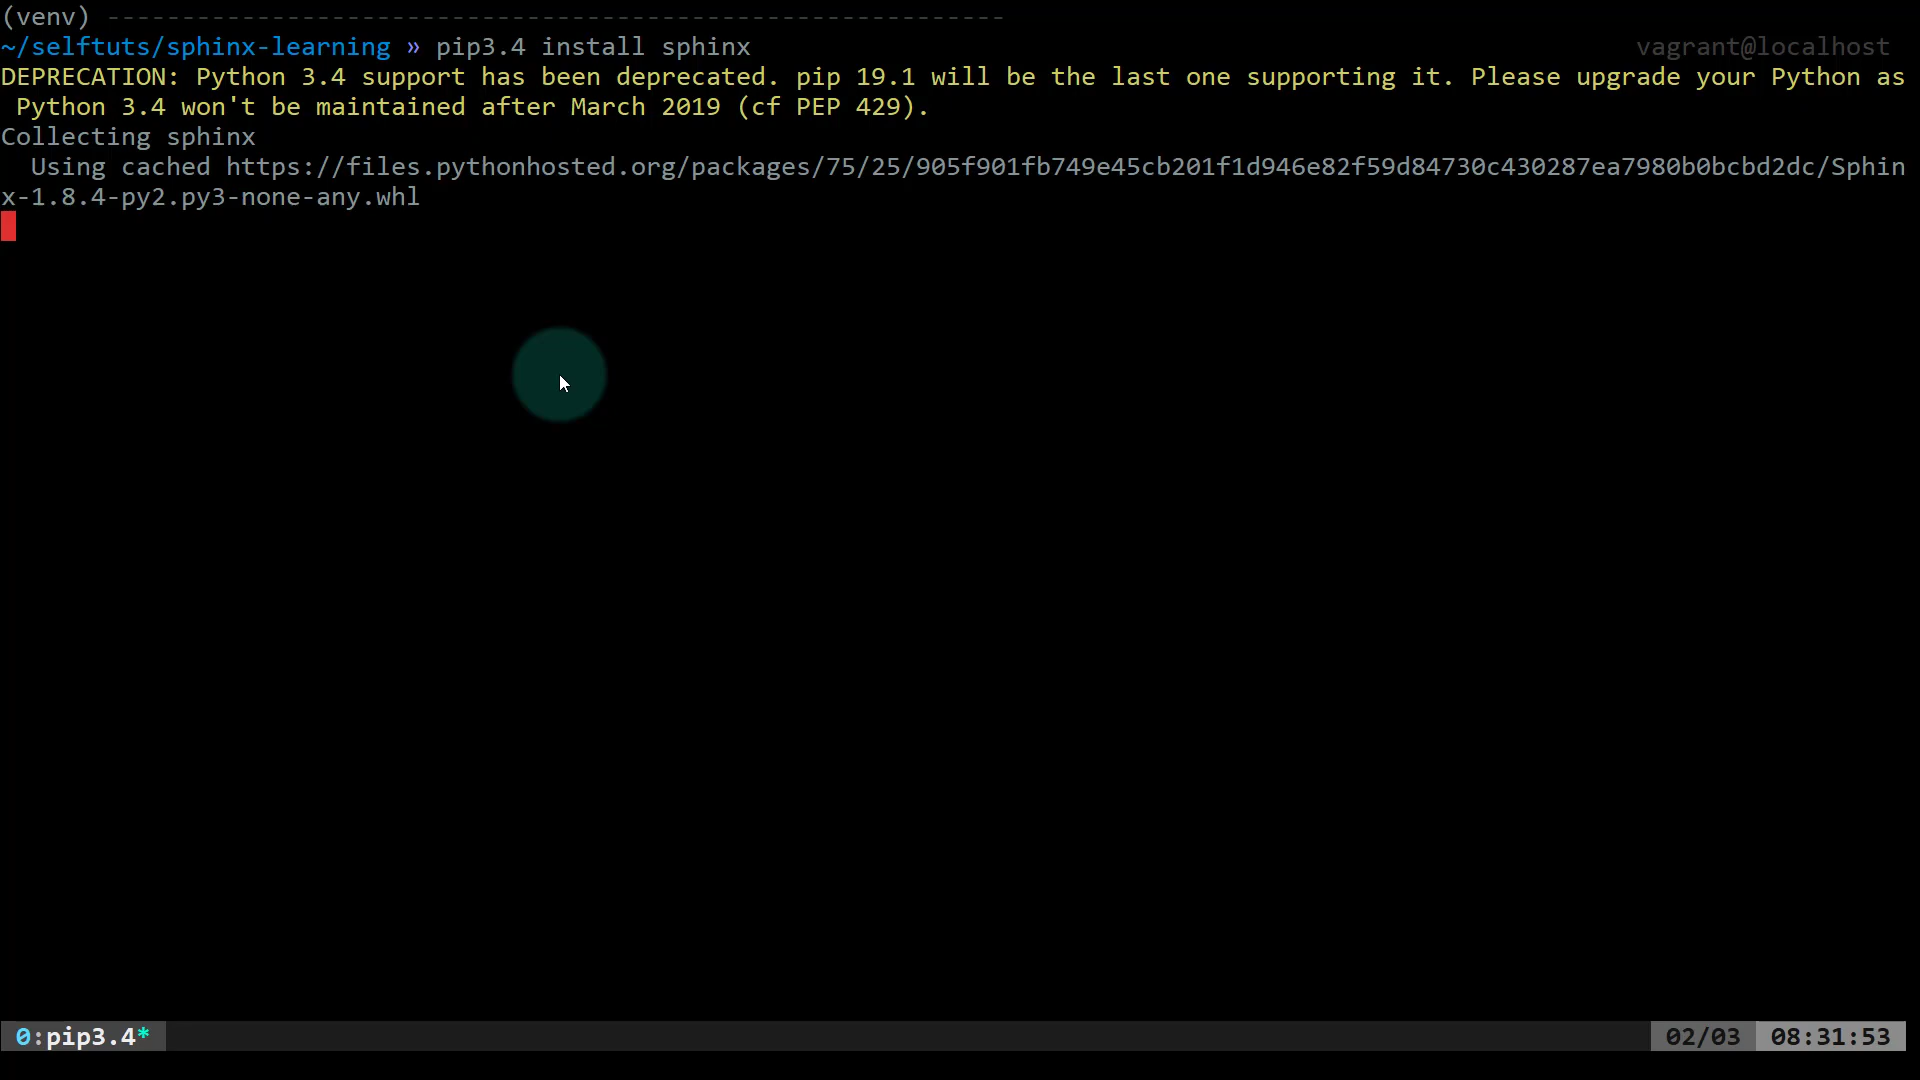 (venv) ------------------------------------------------------------
~/selftuts/sphinx-learning » pip3.4 install sphinx vagrant@localhost
DEPRECATION: Python 3.4 support has been deprecated. pip 19.1 will be the last one supporting it. Please upgrade your Python as
Python 3.4 won't be maintained after March 2019 (cf PEP 429).
Collecting sphinx
Using cached https://files.pythonhosted.org/packages/75/25/905f901fb749e45cb201f1d946e82f59d84730c430287ea7980b0bcbd2dc/Sphin
x-1.8.4-py2.py3-none-any.whl
0:pip3.4* 02/03 08:31:53